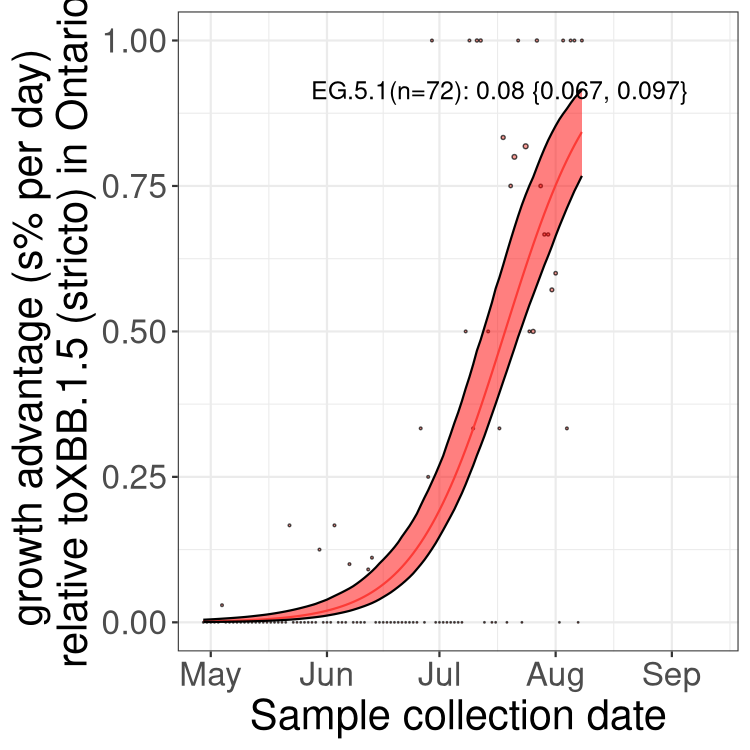 growth advantage (s% per day)
relative toXBB.1.5 (stricto) in Ontario
1.00
0.75
0.50
0.25
0.00
EG.5.1(n=72): 0.08 {0.067, 0.097}
May Jun Jul Aug Sep
Sample collection date